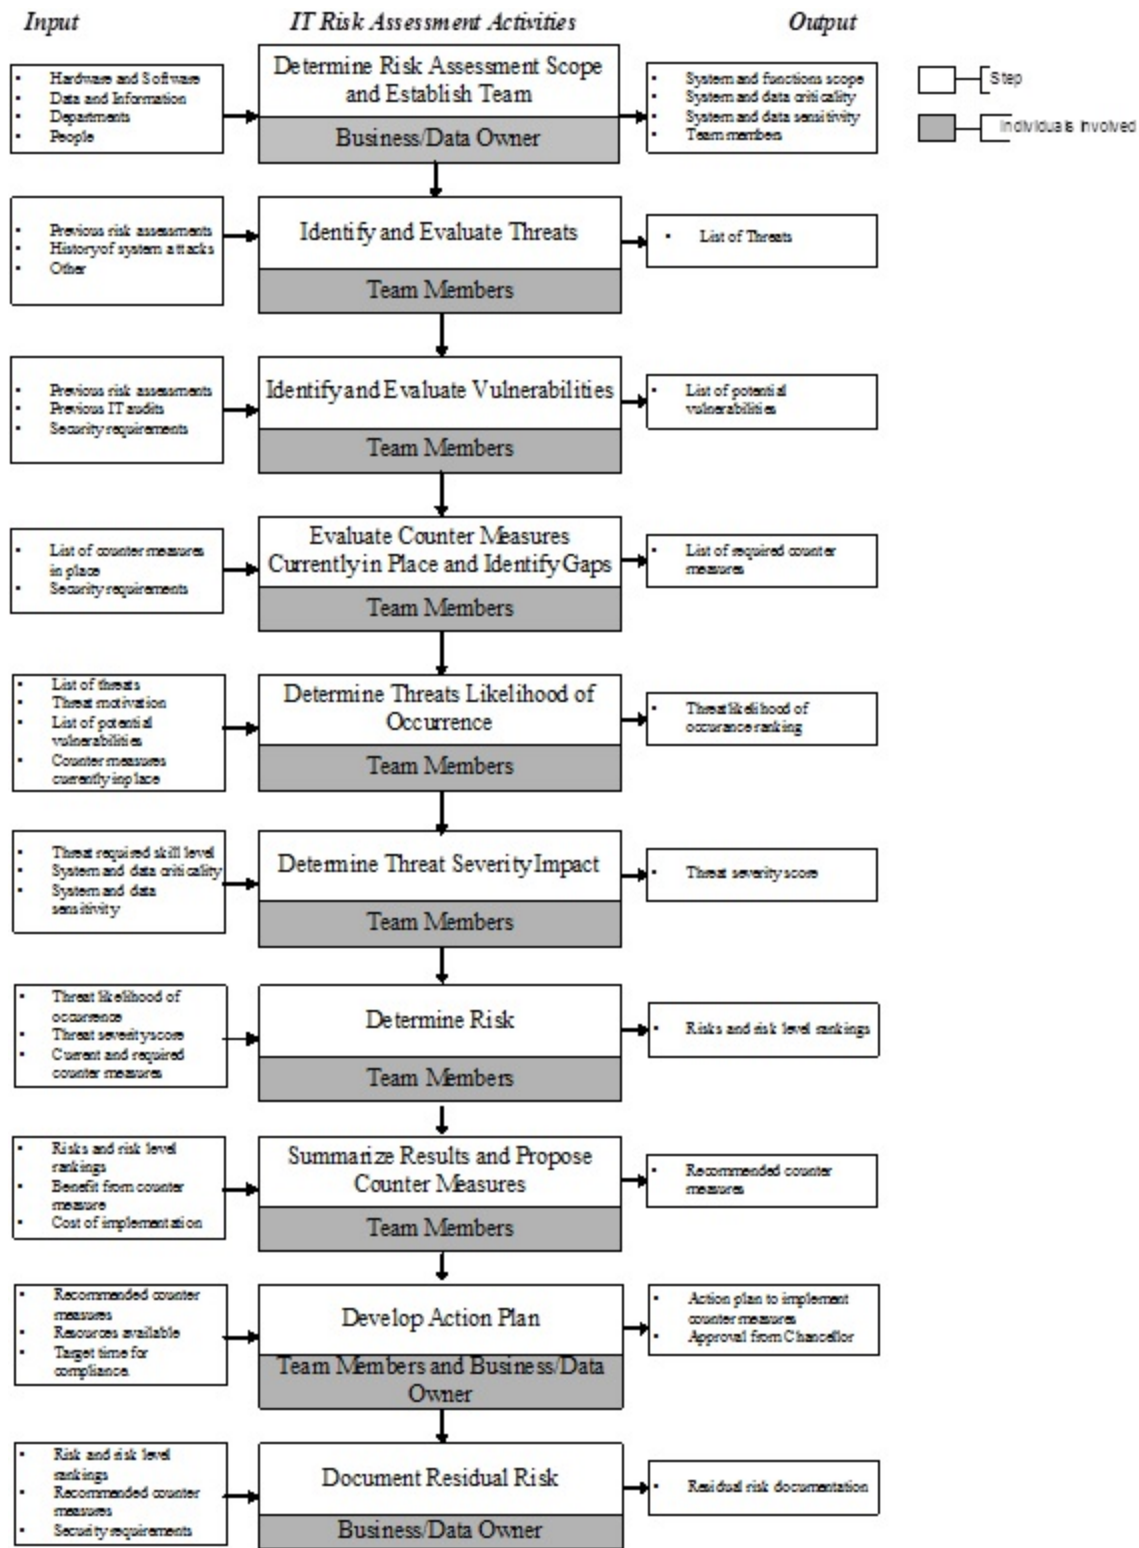 Input
IT Risk Assessment Activities
Output
▪ Hardware and Software
▪ Data and Information
▪ Departments
▪ People
Determine Risk Assessment Scope
and Establish Team
Business/Data Owner
▪ System and functions scope
▪ System and data criticality
▪ System and data sensitivity
▪ Team members
Step
Individuals Involved
▪ Previous risk assessments
▪ History of system attacks
▪ Other
Identify and Evaluate Threats
Team Members
▪ List of Threats
▪ Previous risk assessments
▪ Previous IT audits
▪ Security requirements
Identify and Evaluate Vulnerabilities
Team Members
▪ List of potential
vulnerabilities
▪ List of counter measures
in place
▪ Security requirements
Evaluate Counter Measures
Currently in Place and Identify Gaps
Team Members
▪ List of required counter
measures
▪ List of threats
▪ Threat motivation
▪ List of potential
vulnerabilities
▪ Counter measures
currently in place
Determine Threats Likelihood of
Occurrence
Team Members
▪ Threat likelihood of
occurance ranking
▪ Threat required skill level
▪ System and data criticality
▪ System and data
sensitivity
Determine Threat Severity Impact
Team Members
▪ Threat severity score
▪ Threat likelihood of
occurrence
▪ Threat severity score
▪ Current and required
counter measures
Determine Risk
Team Members
▪ Risks and risk level rankings
▪ Risks and risk level
rankings
▪ Benefit from counter
measure
▪ Cost of implementation
Summarize Results and Propose
Counter Measures
Team Members
▪ Recommended counter
measures
▪ Recommended counter
measures
▪ Resources available
▪ Target time for
compliance.
Develop Action Plan
Team Members and Business/Data
Owner
▪ Action plan to implement
counter measures
▪ Approval from Chancellor
▪ Risk and risk level
rankings
▪ Recommended counter
measures
▪ Security requirements
Document Residual Risk
Business/Data Owner
▪ Residual risk documentation